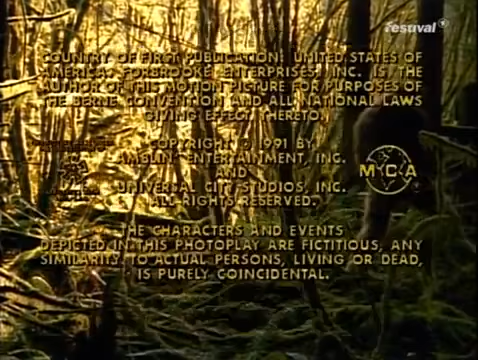 festival
COUNTRY OF FIRST PUBLICATION: UNITED STATES OF
AMERICA. FORBROOKE ENTERPRISES, INC. IS THE
AUTHOR OF THIS MOTION PICTURE FOR PURPOSES OF
THE BERNE CONVENTION AND ALL NATIONAL LAWS
GIVING EFFECT THERETO.
COPYRIGHT © 1991 BY
AMBLIN' ENTERTAINMENT, INC.
AND
UNIVERSAL CITY STUDIOS, INC.
ALL RIGHTS RESERVED.
MCA
THE CHARACTERS AND EVENTS
DEPICTED IN THIS PHOTOPLAY ARE FICTITIOUS. ANY
SIMILARITY TO ACTUAL PERSONS, LIVING OR DEAD,
IS PURELY COINCIDENTAL.